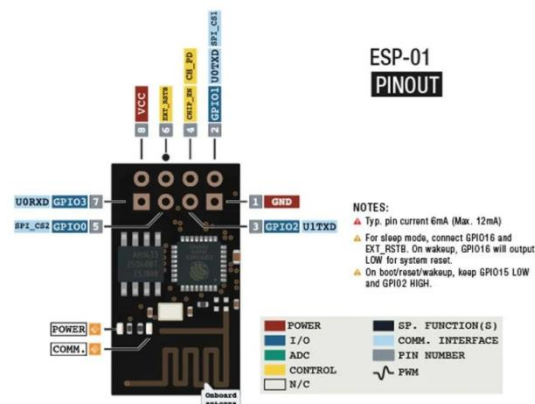 ESP-01
PINOUT
VCC
8
EXT_RSTB
6
CH_PD
CHIP_EN
4
SPI_CS1
U0TXD
GPIO1
2
U0RXD GPIO3 7
1 GND
SPI_CS2 GPIO0 5
3 GPIO2 U1TXD
NOTES:
Typ. pin current 6mA (Max. 12mA)
For sleep mode, connect GPIO16 and
EXT_RSTB. On wakeup, GPIO16 will output
LOW for system reset.
On boot/reset/wakeup, keep GPIO15 LOW
and GPIO2 HIGH.
POWER
COMM.
POWER
I/O
ADC
CONTROL
N/C
SP. FUNCTION(S)
COMM. INTERFACE
PIN NUMBER
PWM
Onboard
antenna